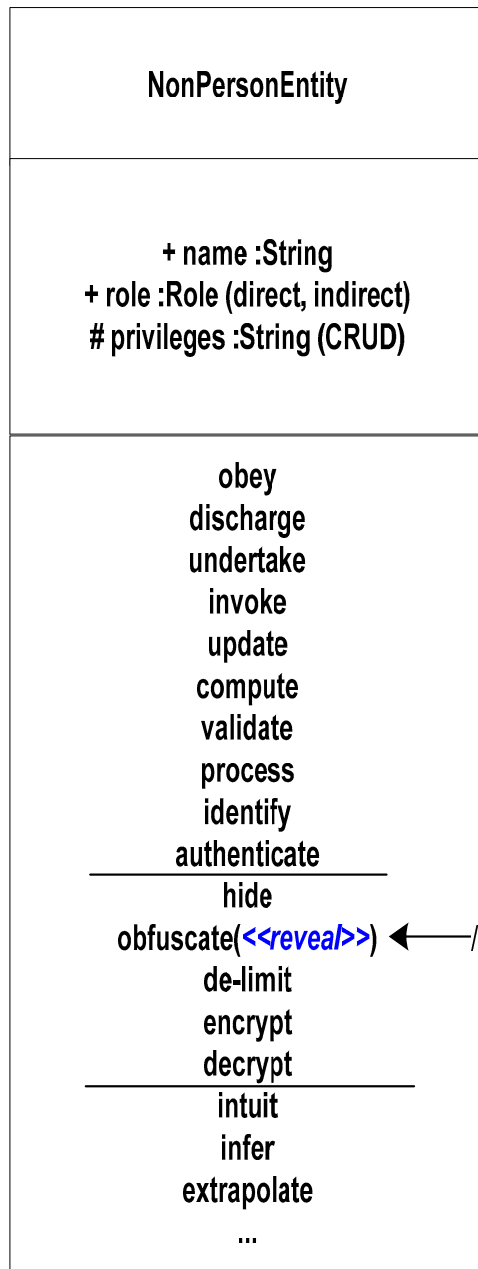 NonPersonEntity
+ name :String
+ role :Role (direct, indirect)
# privileges :String (CRUD)
obey
discharge
undertake
invoke
update
compute
validate
process
identify
authenticate
hide
obfuscate(<<reveal>>)
de-limit
encrypt
decrypt
intuit
infer
extrapolate
...